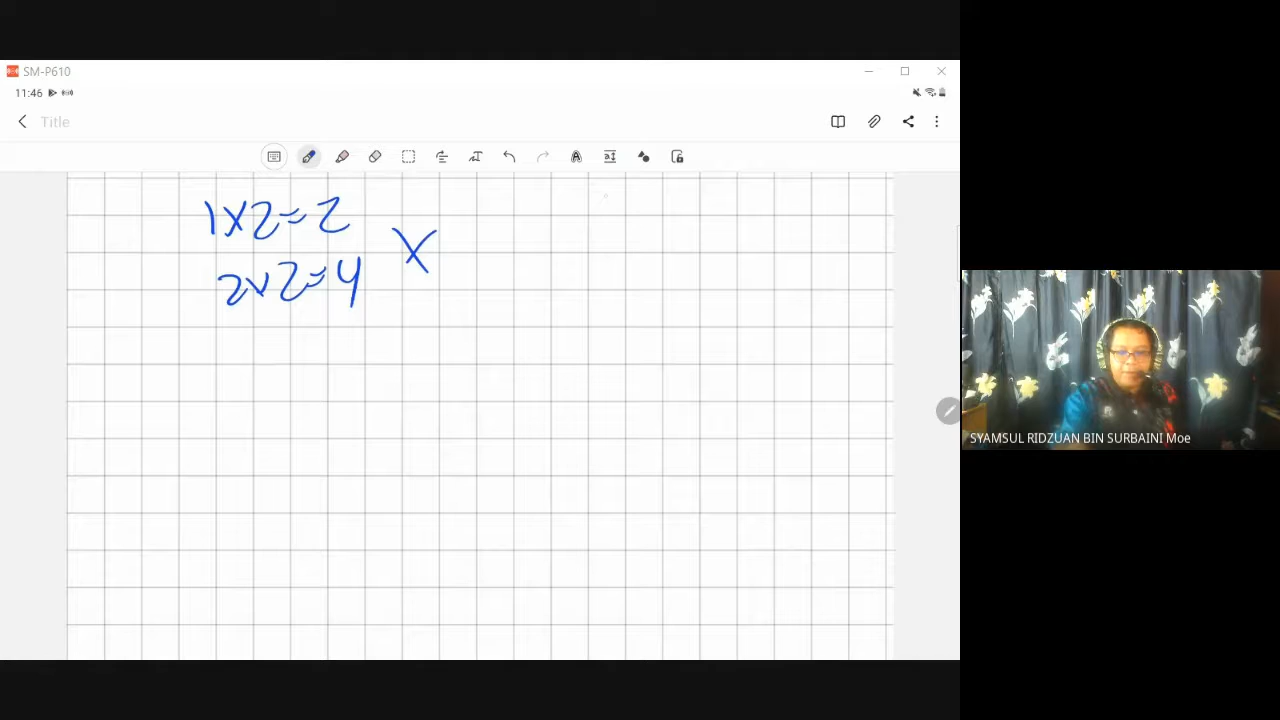 SM-P610
11:46
Title
1x2=2
2x2=4
X
SYAMSUL RIDZUAN BIN SURBAINI Moe